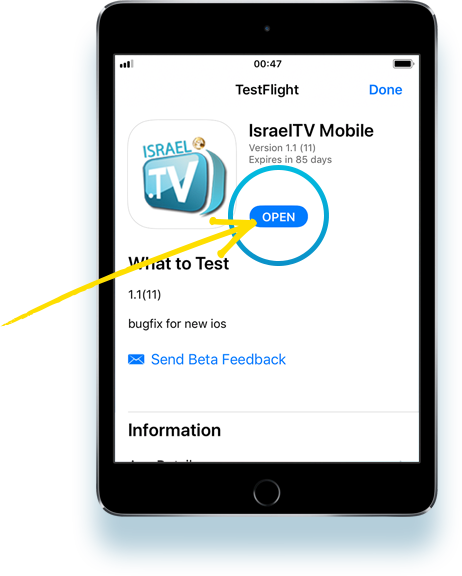 00:47
TestFlight
Done
IsraelTV Mobile
Version 1.1 (11)
Expires in 85 days
ISRAEL
.TV
OPEN
What to Test
1.1(11)
bugfix for new ios
Send Beta Feedback
Information